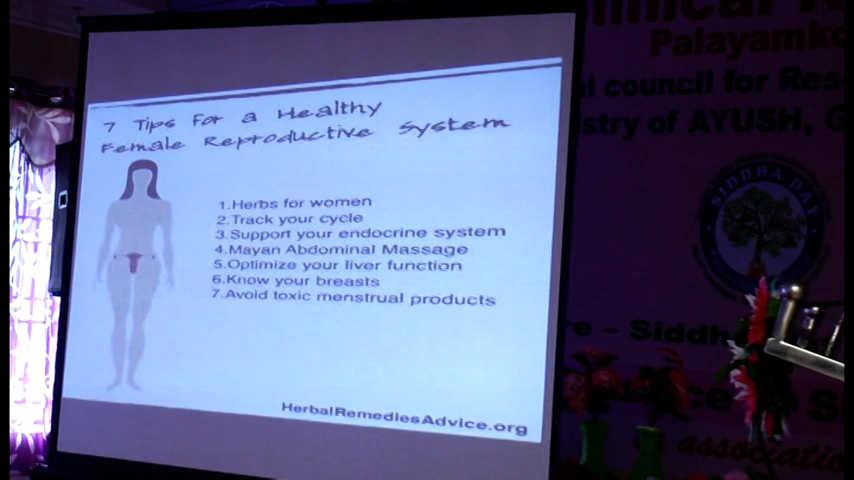 7 Tips For a Healthy
Female Reproductive System
1.Herbs for women
2.Track your cycle
3.Support your endocrine system
4.Mayan Abdominal Massage
5.Optimize your liver function
6.Know your breasts
7.Avoid toxic menstrual products
HerbalRemediesAdvice.org
Palayamko
council for Res
stry of AYUSH, G
SIDDHA DAY
re – Siddh
association